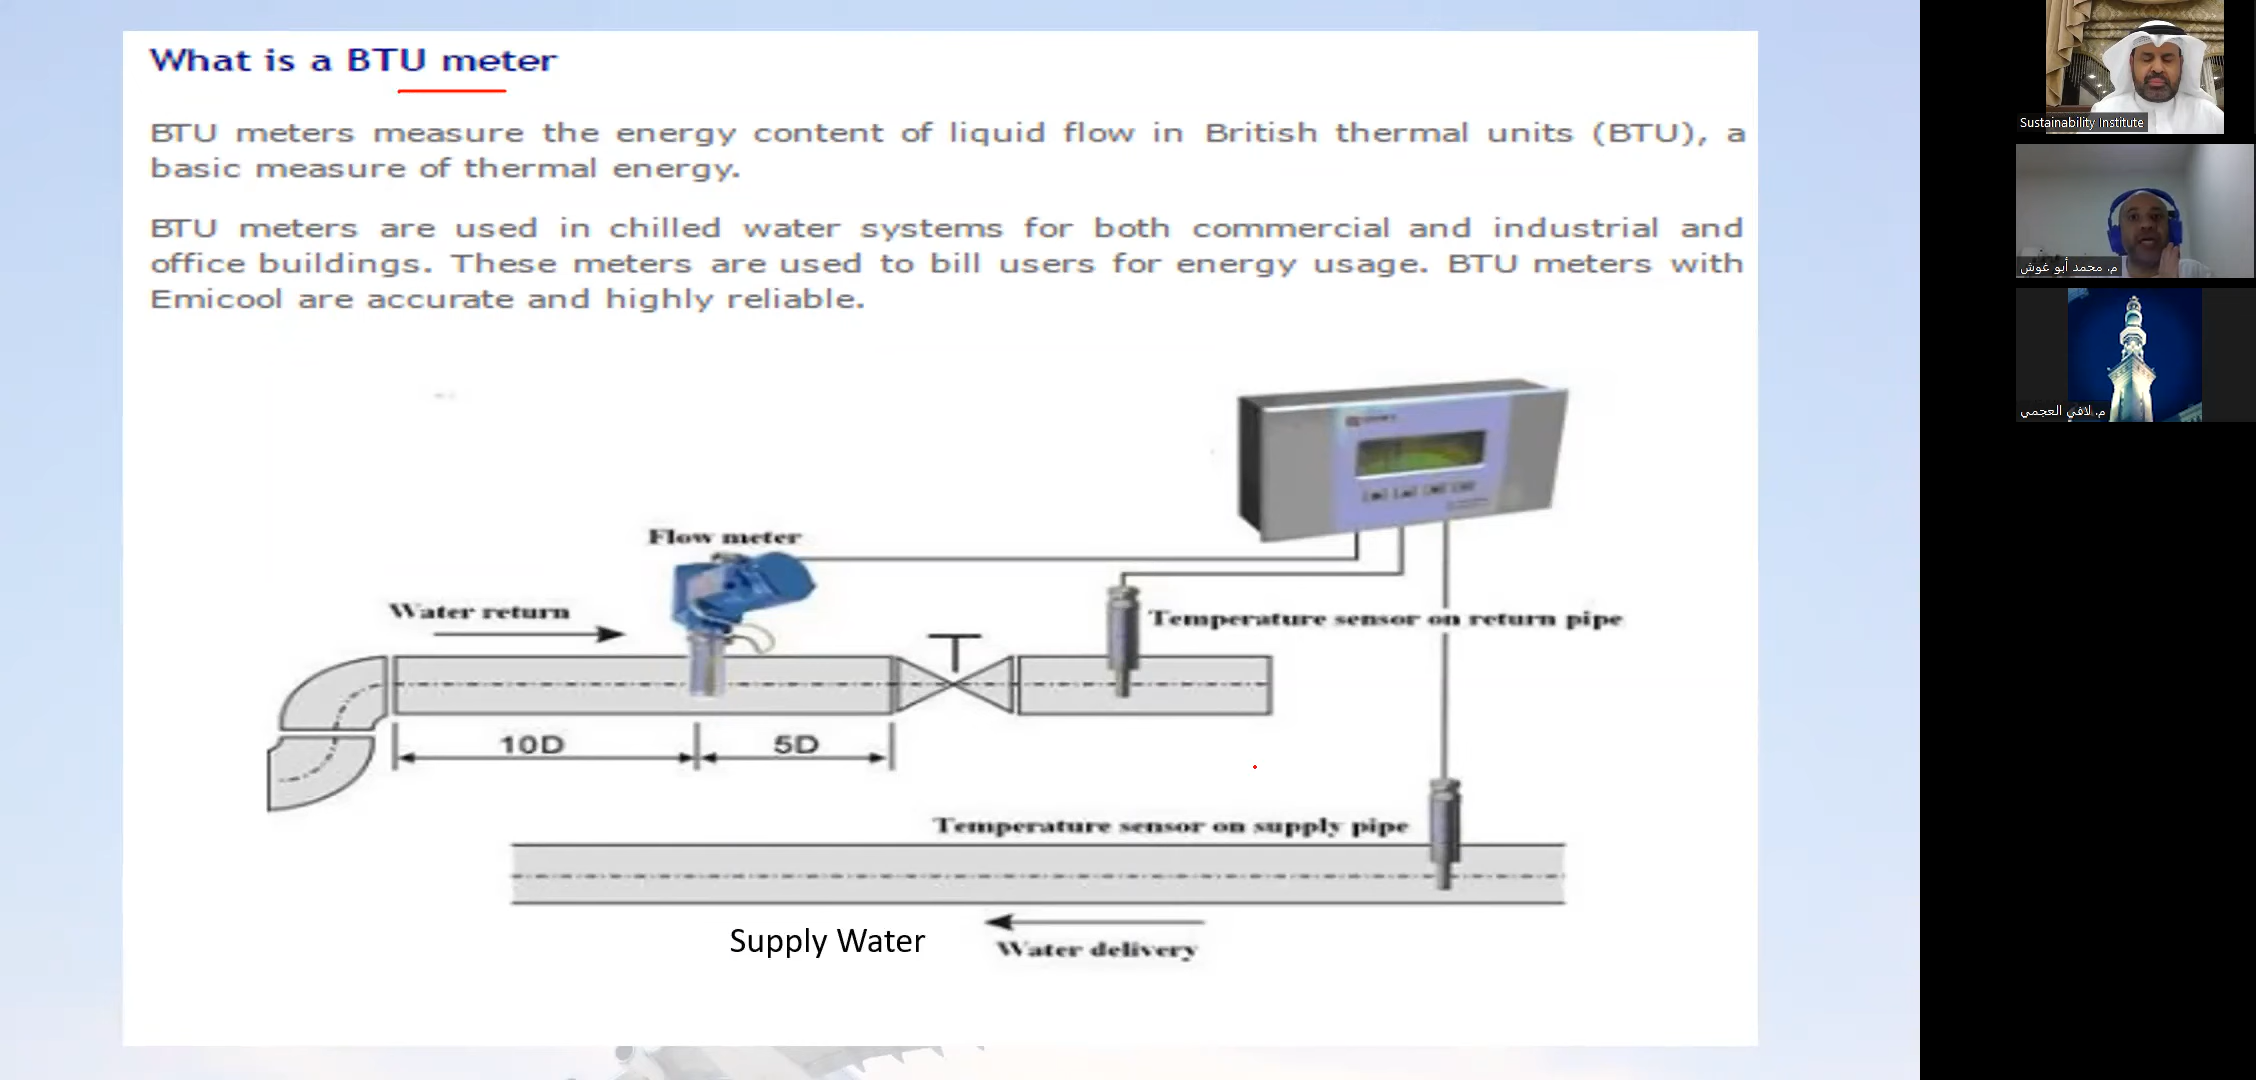 What is a BTU meter
BTU meters measure the energy content of liquid flow in British thermal units (BTU), a
basic measure of thermal energy.
BTU meters are used in chilled water systems for both commercial and industrial and
office buildings. These meters are used to bill users for energy usage. BTU meters with
Emicool are accurate and highly reliable.
Flow meter
Water return
Temperature sensor on return pipe
10D
5D
Temperature sensor on supply pipe
Supply Water
Water delivery
Sustainability Institute
م. محمد أبو غوش
م. لافي العجمي